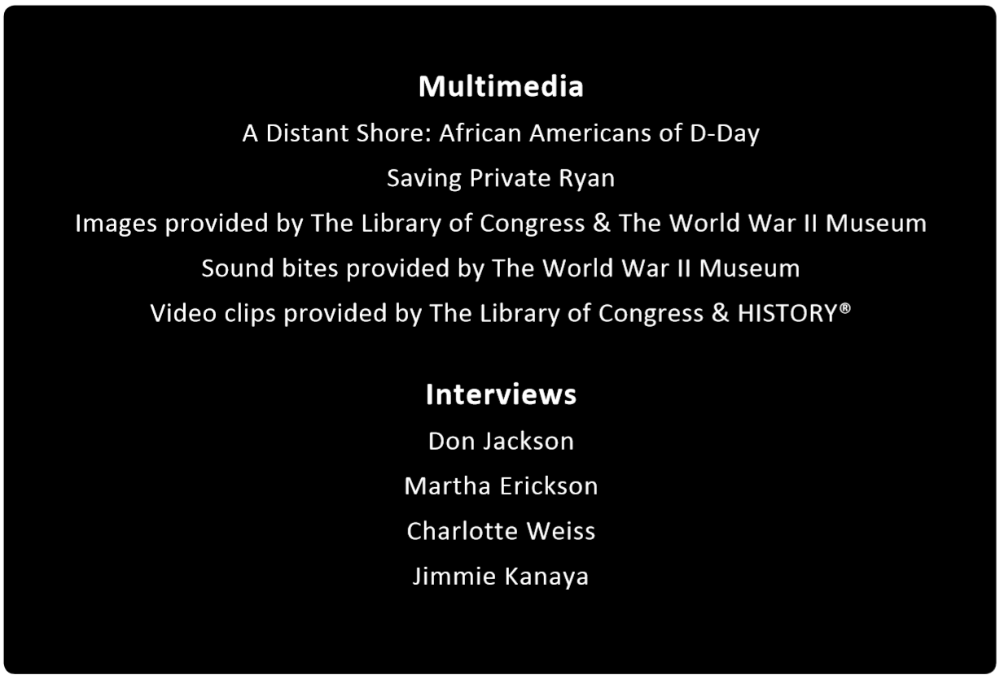 Multimedia
A Distant Shore: African Americans of D-Day
Saving Private Ryan
Images provided by The Library of Congress & The World War II Museum
Sound bites provided by The World War II Museum
Video clips provided by The Library of Congress & HISTORY®
Interviews
Don Jackson
Martha Erickson
Charlotte Weiss
Jimmie Kanaya